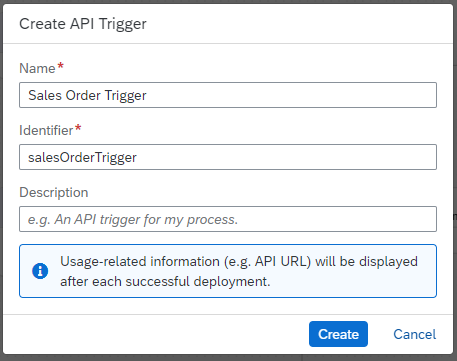 Create API Trigger
Name*
Sales Order Trigger
Identifier*
salesOrderTrigger
Description
e.g. An API trigger for my process.
Usage-related information (e.g. API URL) will be displayed
after each successful deployment.
Create Cancel